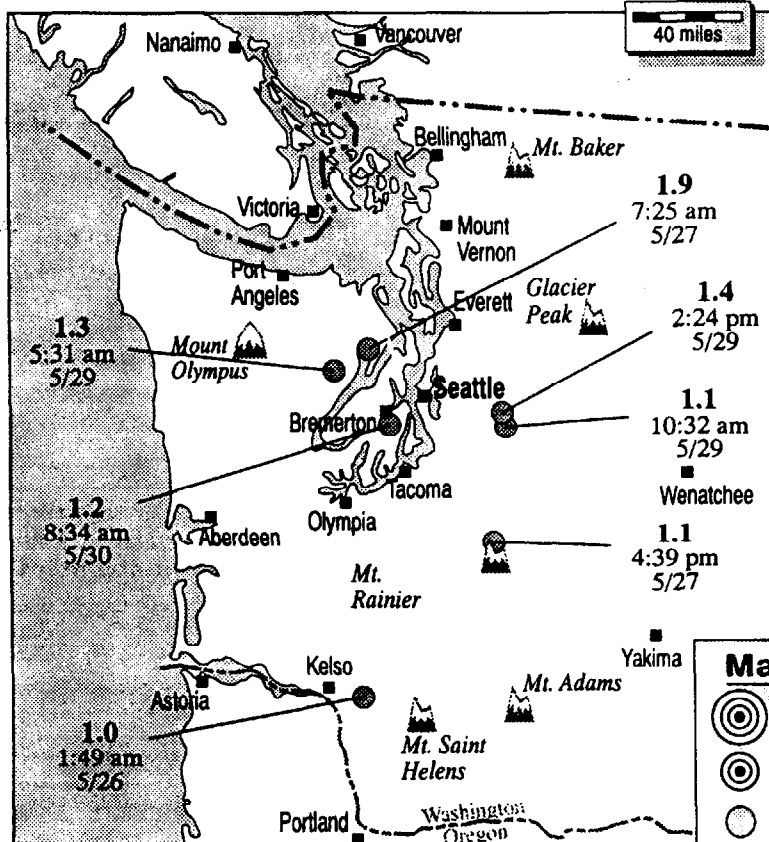 Nanaimo
Vancouver
40 miles
Bellingham
Mt. Baker
1.9
7:25 am
5/27
Victoria
Mount
Vernon
Port
Angeles
Everett
Glacier
Peak
1.4
2:24 pm
5/29
1.3
5:31 am
5/29
Mount
Olympus
Seattle
Bremerton
1.1
10:32 am
5/29
Tacoma
Wenatchee
1.2
8:34 am
5/30
Olympia
Aberdeen
1.1
4:39 pm
5/27
Mt.
Rainier
Yakima
Kelso
Astoria
Mt. Adams
Ma
1.0
1:49 am
5/26
Mt. Saint
Helens
Portland
Washington
Oregon